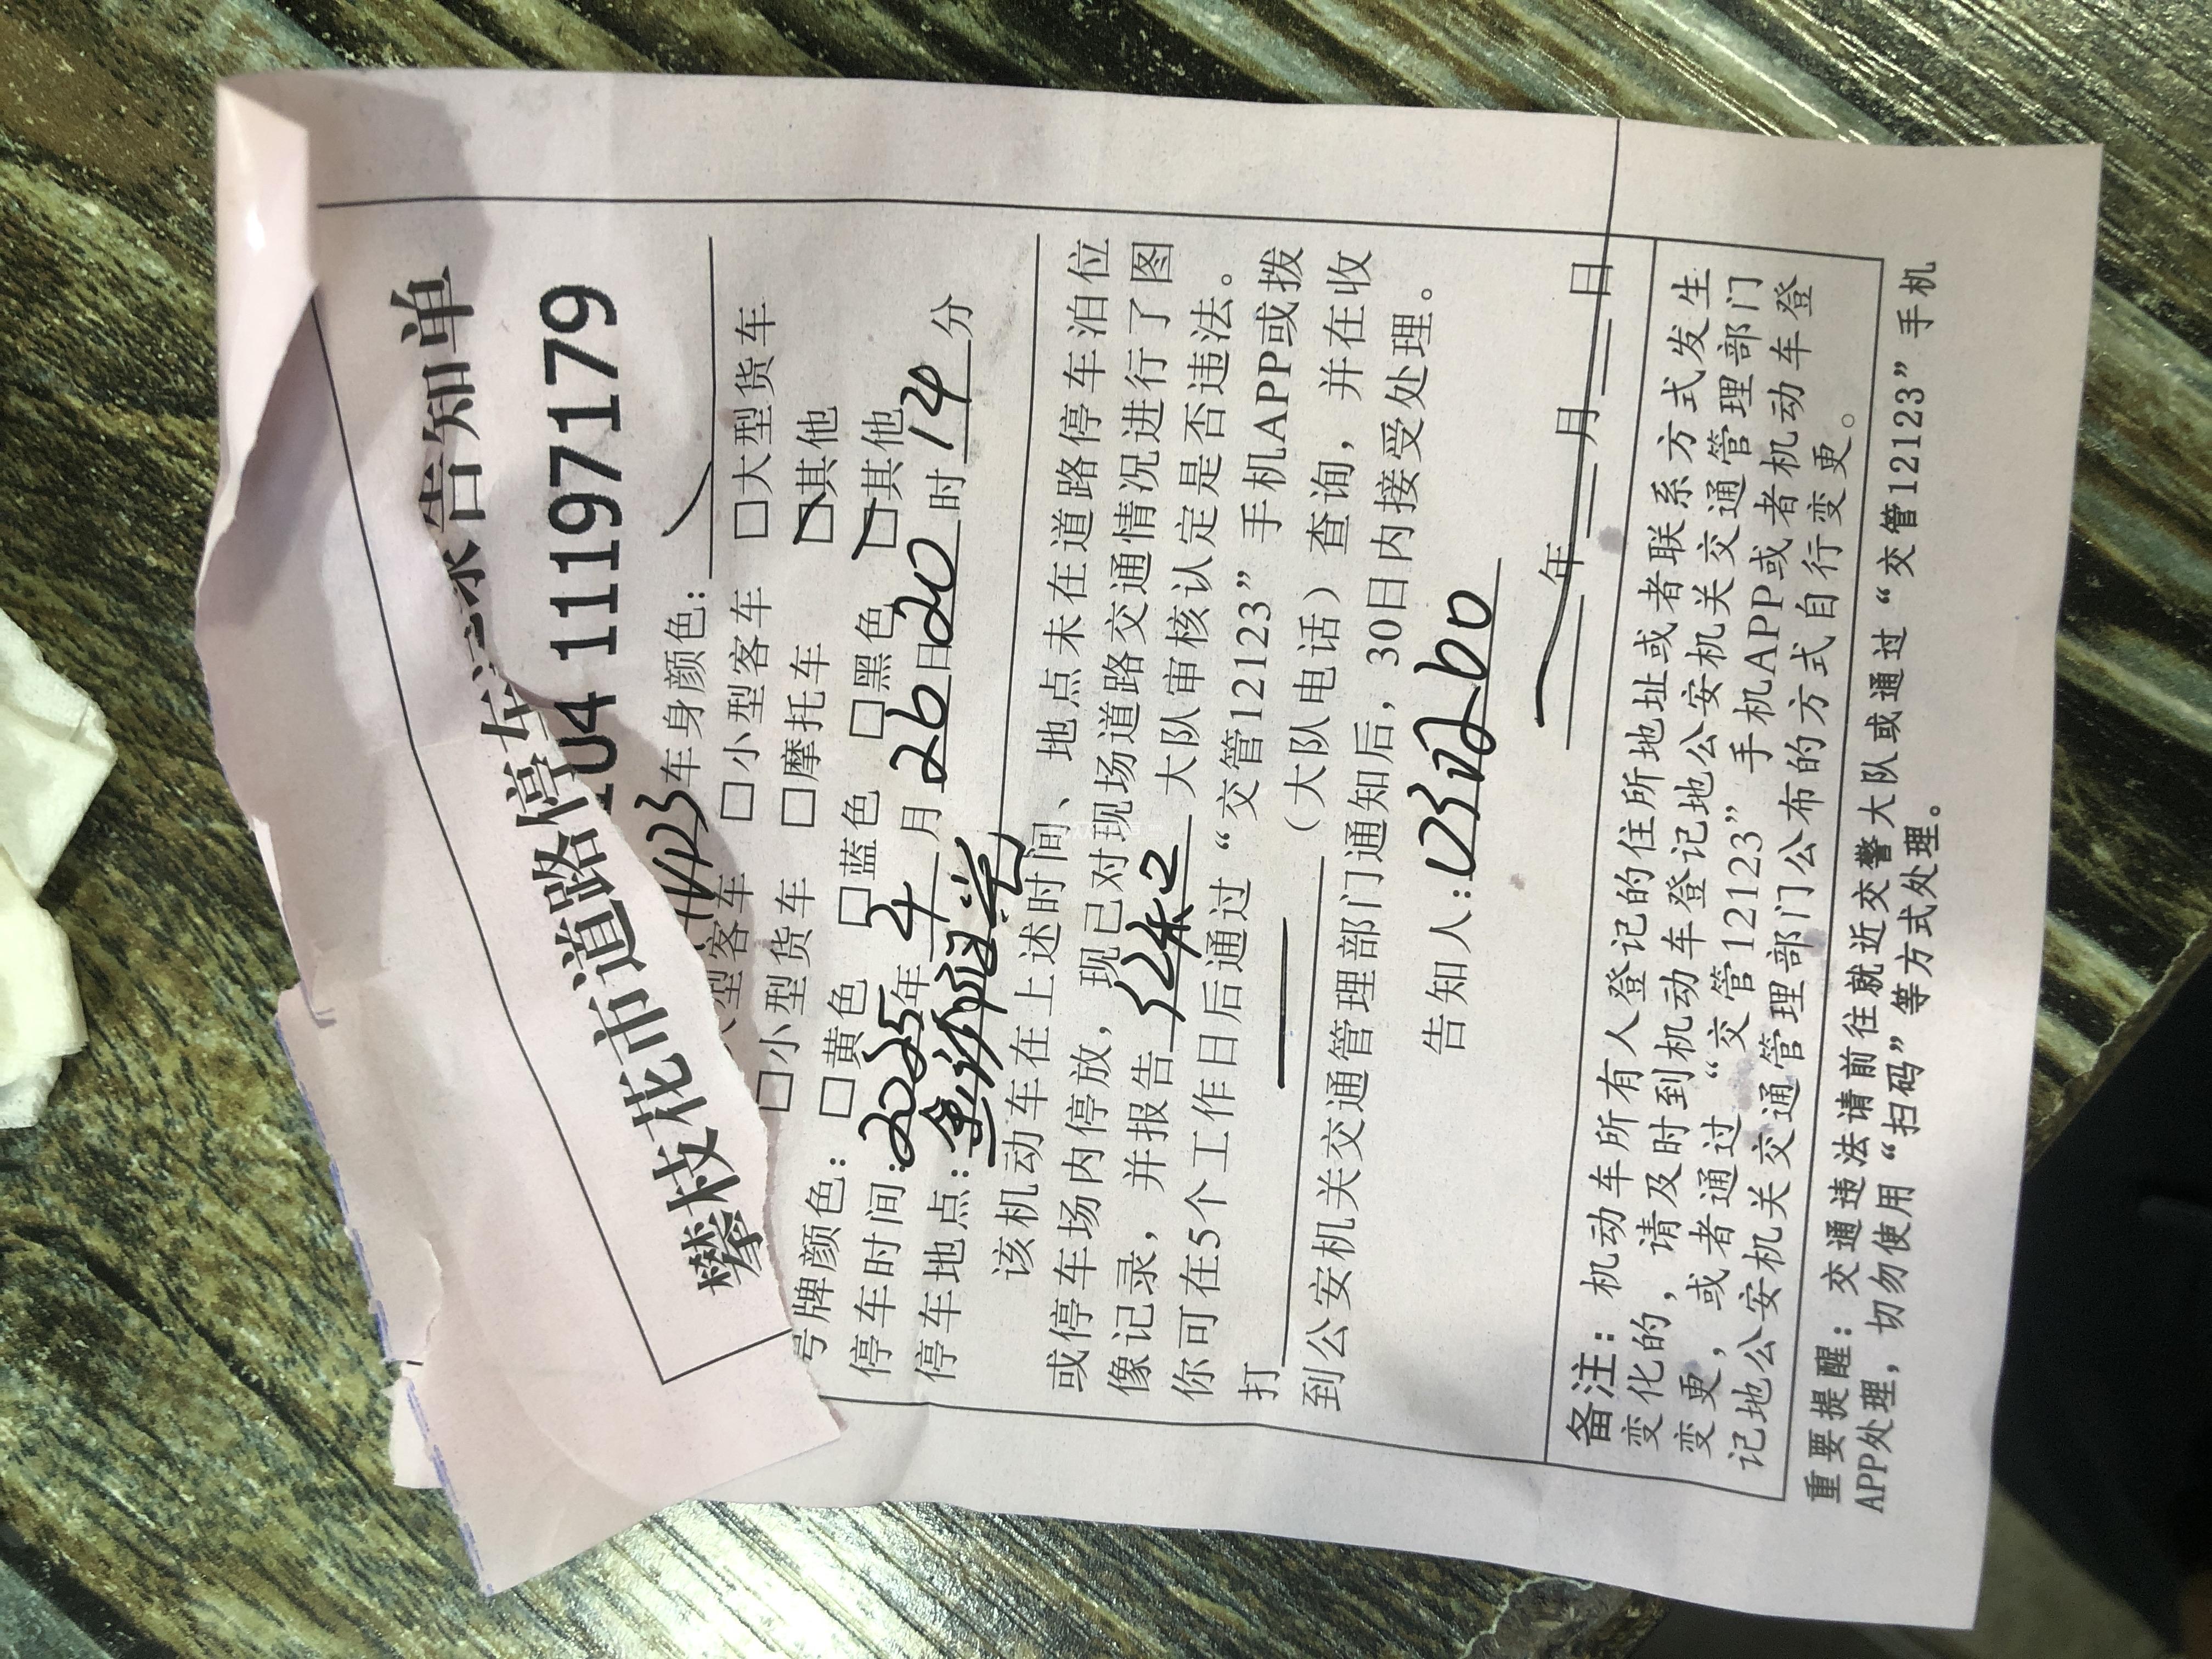 攀枝花市道路停车记录告知单
104 11197179
车身颜色：
型客车 □小型客车 □大型货车
□小型货车 □摩托车 □其他
号牌颜色： □黄色 □蓝色 □黑色 □其他
停车时间：2025年4月26日20时14分
停车地点：
该机动车在上述时间、地点未在道路停车泊位
或停车场内停放，现已对现场道路交通情况进行了图
像记录，并报告 大队审核认定是否违法。
你可在5个工作日后通过“交管12123”手机APP或拨
打 （大队电话）查询，并在收
到公安机关交通管理部门通知后，30日内接受处理。
告知人：
年 月 日
备注：机动车所有人登记的住所地址或者联系方式发生
变化的，请及时到机动车登记地公安机关交通管理部门
变更，或者通过“交管12123”手机APP或者机动车登
记地公安机关交通管理部门公布的方式自行变更。
重要提醒：交通违法请前往就近交警大队或通过“交管12123”手机
APP处理，切勿使用“扫码”等方式处理。